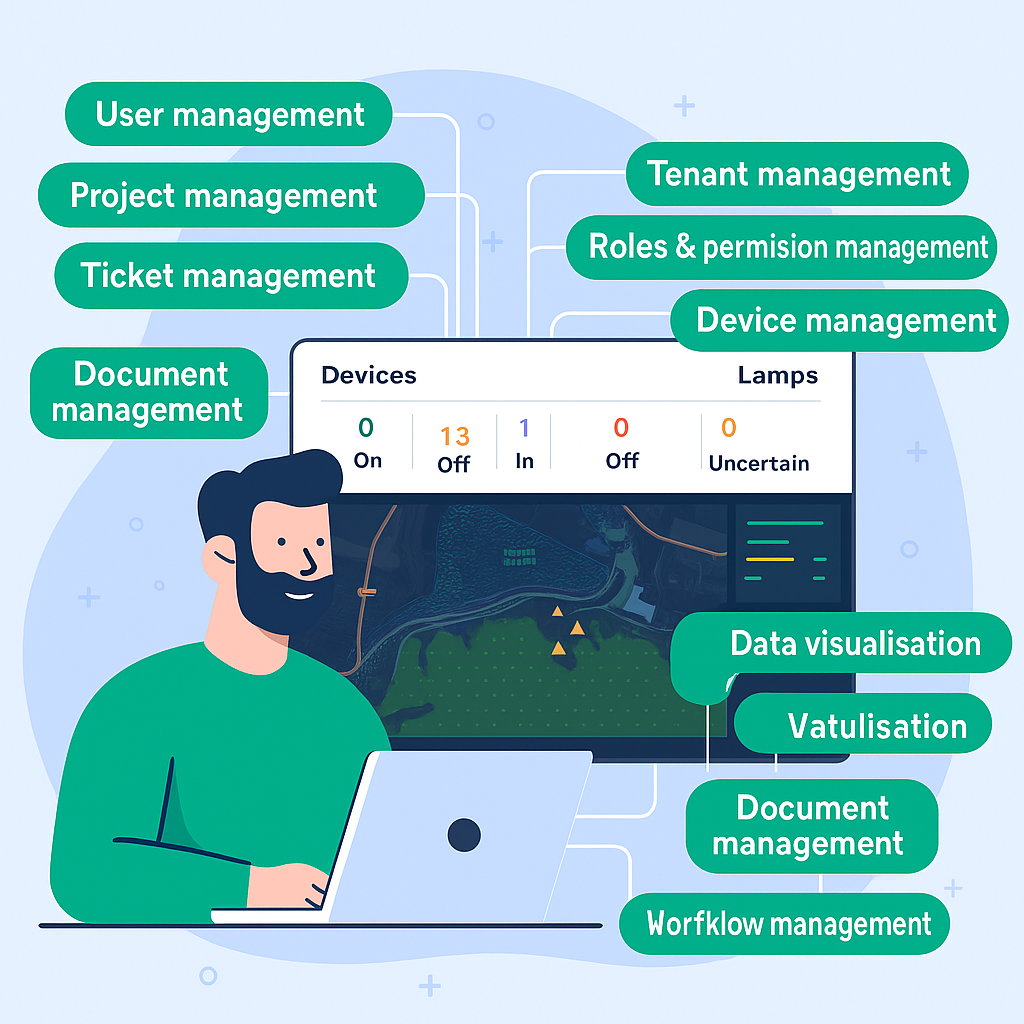 User management
Project management
Ticket management
Document
management
Tenant management
Roles & permision management
Device management
Devices
Lamps
0
On
13
Off
1
In
0
Off
0
Uncertain
Data visualisation
Vatulisation
Document
management
Worfklow management